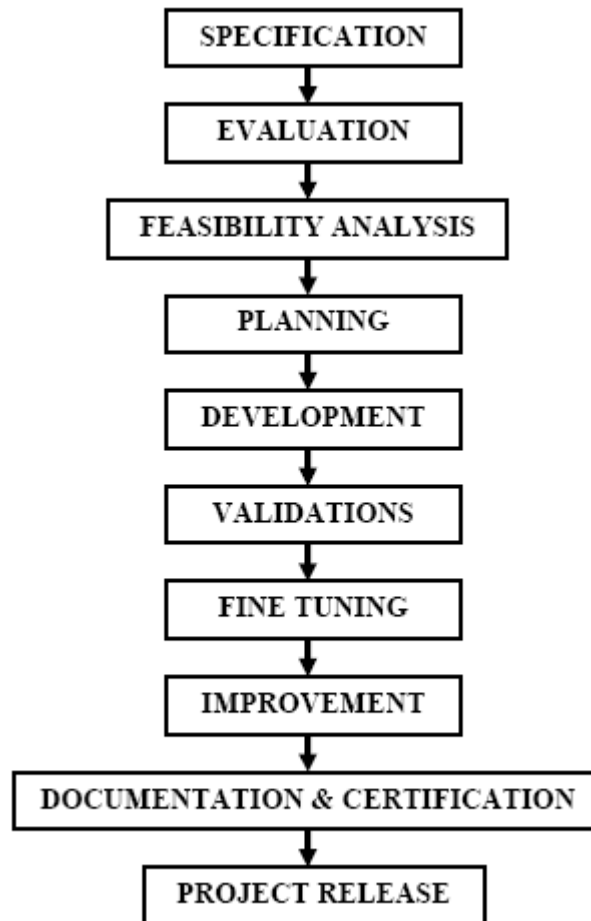 SPECIFICATION
EVALUATION
FEASIBILITY ANALYSIS
PLANNING
DEVELOPMENT
VALIDATIONS
FINE TUNING
IMPROVEMENT
DOCUMENTATION & CERTIFICATION
PROJECT RELEASE